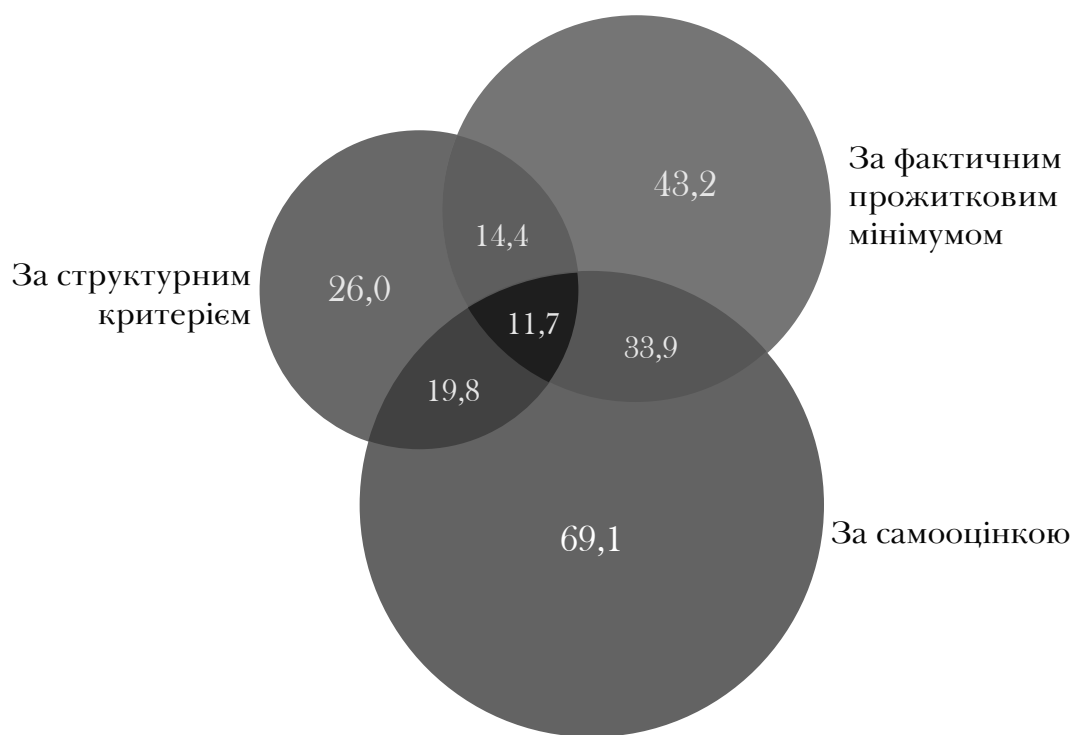 За фактичним
прожитковим
мінімумом
43,2
14,4
За структурним
критерієм
26,0
11,7
33,9
19,8
69,1
За самооцінкою